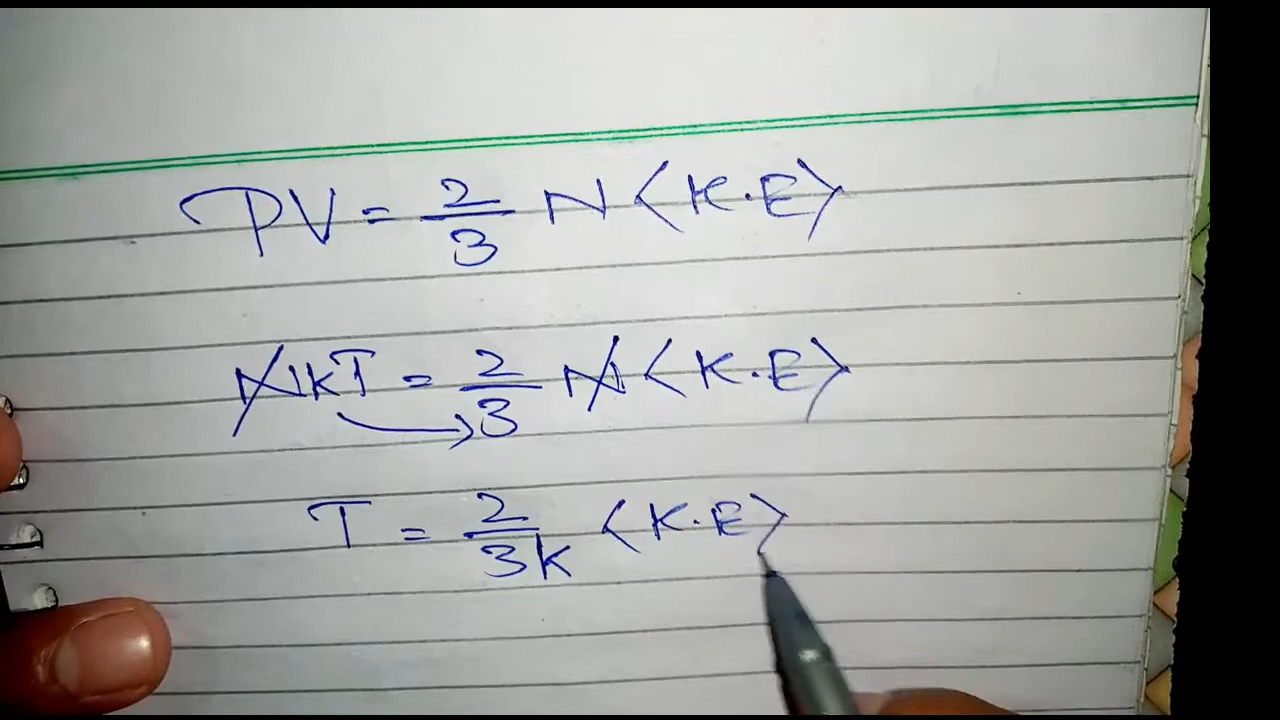 PV = 2/3 N <K.E>
NkT = 2/3 N <K.E>
T = 2/3k <K.E>